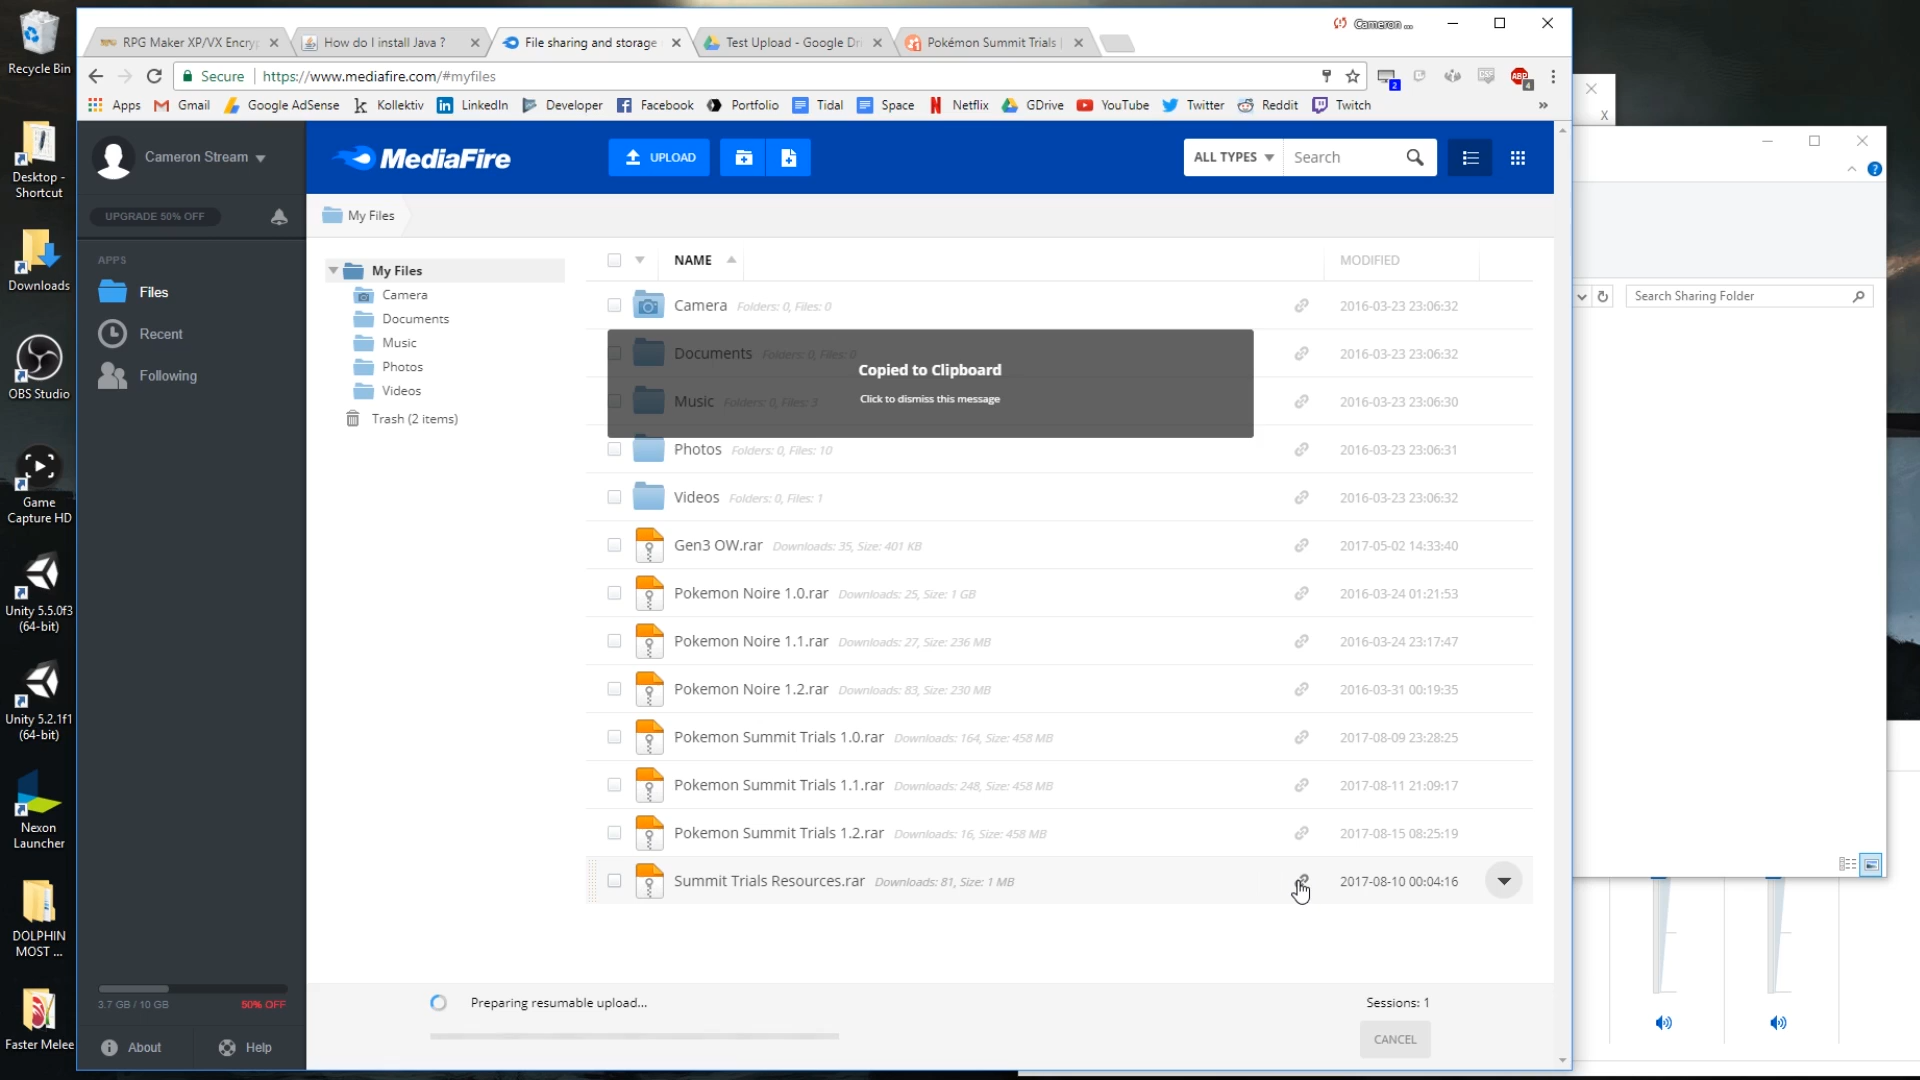 Recycle Bin
Desktop -
Shortcut
Downloads
OBS Studio
Game
Capture HD
Unity 5.5.0f3
(64-bit)
Unity 5.2.1f1
(64-bit)
Nexon
Launcher
DOLPHIN
MOST ...
Faster Melee
Cameron ...
RPG Maker XP/VX Encry
How do I install Java ?
File sharing and storage
Test Upload - Google Dr
Pokémon Summit Trials |
Secure
https://www.mediafire.com/#myfiles
2
CSF
ABP
4
Apps
Gmail
Google AdSense
Kollektiv
LinkedIn
Developer
Facebook
Portfolio
Tidal
Space
Netflix
GDrive
YouTube
Twitter
Reddit
Twitch
»
Cameron Stream
UPGRADE 50% OFF
APPS
Files
Recent
Following
3.7 GB / 10 GB
50% OFF
About
Help
MediaFire
UPLOAD
ALL TYPES
Search
My Files
My Files
Camera
Documents
Music
Photos
Videos
Trash (2 items)
NAME
MODIFIED
Camera Folders: 0, Files: 0 2016-03-23 23:06:32
Documents Folders: 0, Files: 0 2016-03-23 23:06:32
Copied to Clipboard
Click to dismiss this message
Music Folders: 0, Files: 3 2016-03-23 23:06:30
Photos Folders: 0, Files: 10 2016-03-23 23:06:31
Videos Folders: 0, Files: 1 2016-03-23 23:06:32
Gen3 OW.rar Downloads: 35, Size: 401 KB 2017-05-02 14:33:40
Pokemon Noire 1.0.rar Downloads: 25, Size: 1 GB 2016-03-24 01:21:53
Pokemon Noire 1.1.rar Downloads: 27, Size: 236 MB 2016-03-24 23:17:47
Pokemon Noire 1.2.rar Downloads: 83, Size: 230 MB 2016-03-31 00:19:35
Pokemon Summit Trials 1.0.rar Downloads: 164, Size: 458 MB 2017-08-09 23:28:25
Pokemon Summit Trials 1.1.rar Downloads: 248, Size: 458 MB 2017-08-11 21:09:17
Pokemon Summit Trials 1.2.rar Downloads: 16, Size: 458 MB 2017-08-15 08:25:19
Summit Trials Resources.rar Downloads: 81, Size: 1 MB 2017-08-10 00:04:16
Preparing resumable upload...
Sessions: 1
CANCEL
X
?
Search Sharing Folder